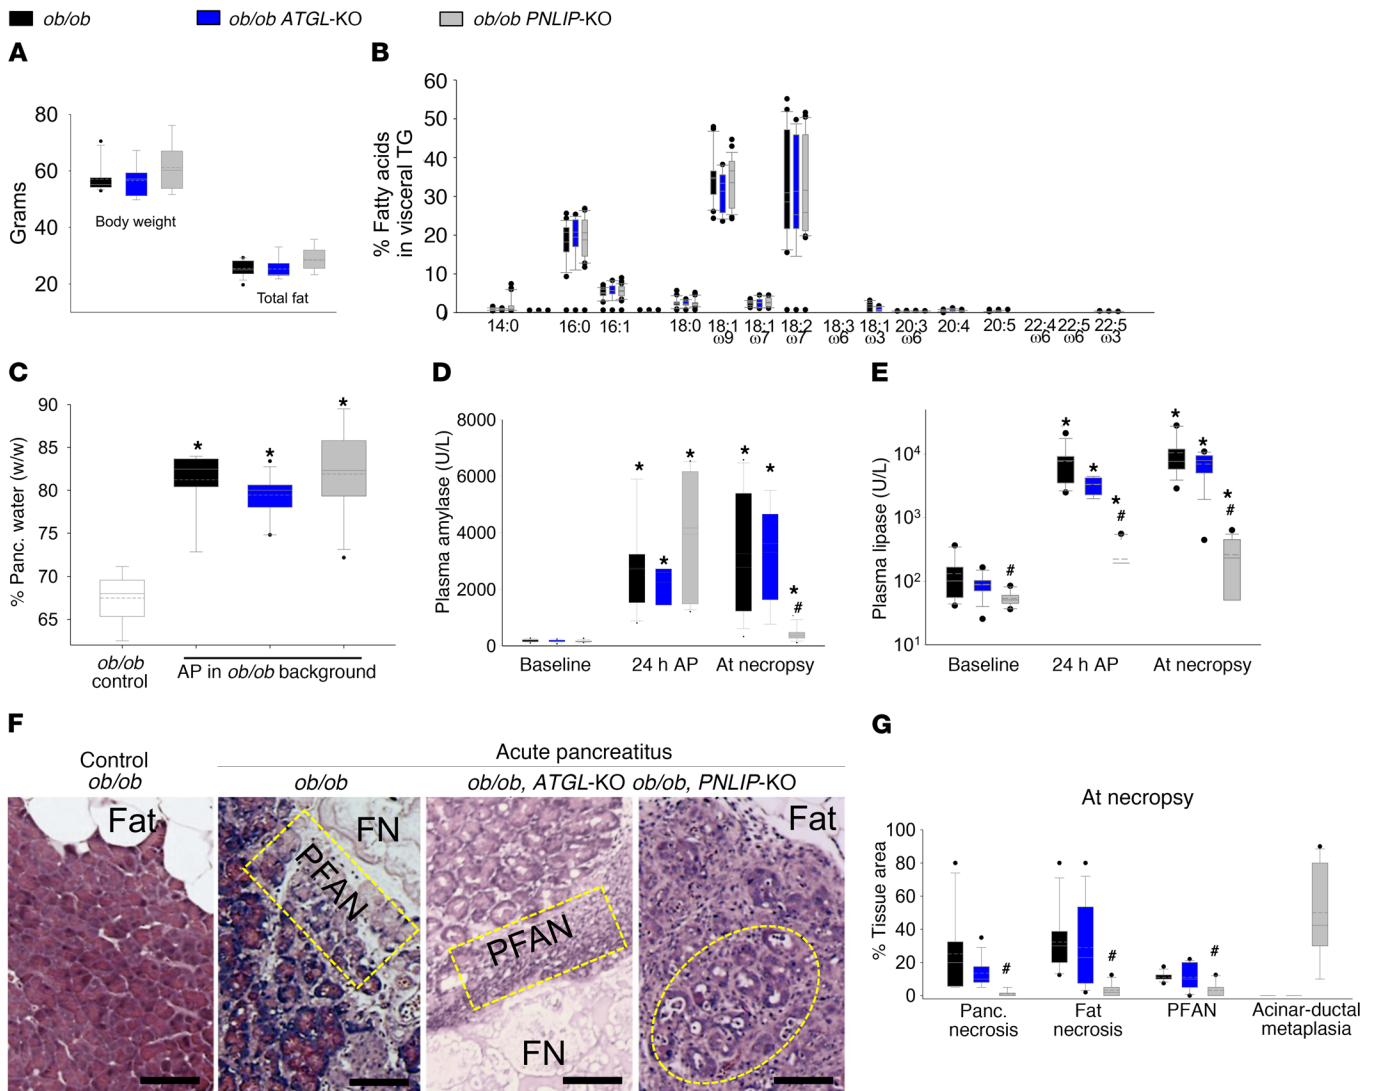 ob/ob
ob/ob ATGL-KO
ob/ob PNLIP-KO
A
Grams
80
60
40
20
Body weight
Total fat
B
% Fatty acids
in visceral TG
60
50
40
30
20
10
0
14:0
16:0
16:1
18:0
18:1
ω9
18:1
ω7
18:2
ω7
18:3
ω6
18:1
ω3
20:3
ω6
20:4
20:5
22:4
ω6
22:5
ω6
22:5
ω3
C
% Panc. water (w/w)
90
85
80
75
70
65
*
*
*
ob/ob
control
AP in ob/ob background
D
Plasma amylase (U/L)
8000
6000
4000
2000
0
*
*
*
*
*
*
#
Baseline
24 h AP
At necropsy
E
Plasma lipase (U/L)
10⁴
10³
10²
10¹
#
*
*
*
#
*
*
*
#
Baseline
24 h AP
At necropsy
F
Acute pancreatitus
Control
ob/ob
ob/ob
ob/ob, ATGL-KO
ob/ob, PNLIP-KO
Fat
FN
PFAN
PFAN
FN
Fat
G
At necropsy
% Tissue area
100
80
60
40
20
0
#
#
#
Panc.
necrosis
Fat
necrosis
PFAN
Acinar-ductal
metaplasia